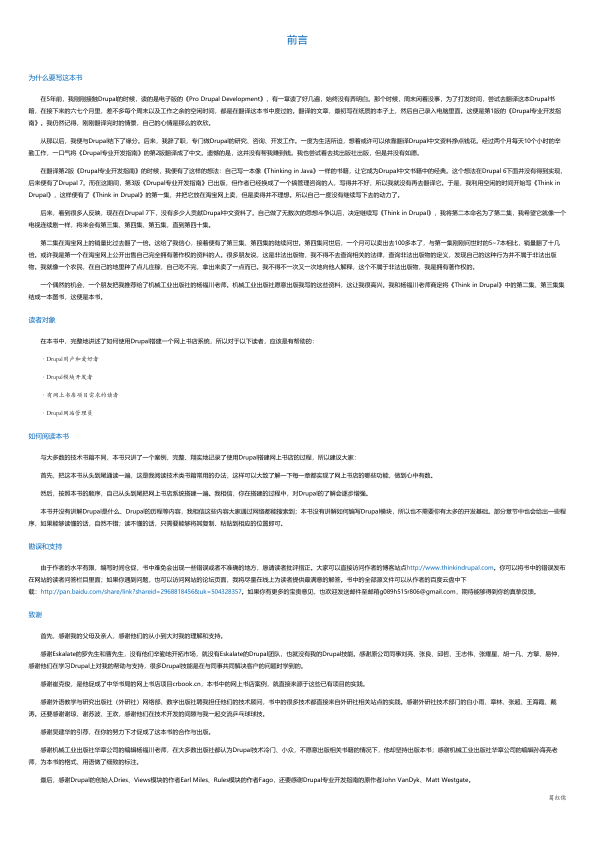 前言
为什么要写这本书
在5年前，我刚刚接触Drupal的时候，读的是电子版的《Pro Drupal Development》，有一章读了好几遍，始终没有弄明白。那个时候，周末闲着没事，为了打发时间，尝试去翻译这本Drupal书
籍，在接下来的六七个月里，差不多每个周末以及工作之余的空闲时间，都是在翻译这本书中度过的。翻译的文章，最初写在纸质的本子上，然后自己录入电脑里面，这便是第1版的《Drupal专业开发指
南》。我仍然记得，刚刚翻译完时的情景，自己的心情是那么的欢欣。
从那以后，我便与Drupal结下了缘分。后来，我辞了职，专门做Drupal的研究、咨询、开发工作。一度为生活所迫，想着或许可以依靠翻译Drupal中文资料挣点钱花。经过两个月每天10个小时的辛
勤工作，一口气将《Drupal专业开发指南》的第2版翻译成了中文。遗憾的是，这并没有帮我赚到钱。我也尝试着去找出版社出版，但是并没有如愿。
在翻译第2版《Drupal专业开发指南》的时候，我便有了这样的想法：自己写一本像《Thinking in Java》一样的书籍，让它成为Drupal中文书籍中的经典。这个想法在Drupal 6下面并没有得到实现，
后来便有了Drupal 7。而在这期间，第3版《Drupal专业开发指南》已出版，但作者已经换成了一个搞管理咨询的人，写得并不好，所以我就没有再去翻译它。于是，我利用空闲的时间开始写《Think in
Drupal》，这样便有了《Think in Drupal》的第一集，并把它放在淘宝网上卖，但是卖得并不理想。所以自己一度没有继续写下去的动力了。
后来，看到很多人反映，现在在Drupal 7下，没有多少人贡献Drupal中文资料了。自己做了无数次的思想斗争以后，决定继续写《Think in Drupal》，我将第二本命名为了第二集，我希望它就像一个
电视连续剧一样，将来会有第三集、第四集、第五集，直到第四十集。
第二集在淘宝网上的销量比过去翻了一倍。这给了我信心，接着便有了第三集、第四集的陆续问世。第四集问世后，一个月可以卖出去100多本了，与第一集刚刚问世时的5~7本相比，销量翻了十几
倍。或许我是第一个在淘宝网上公开出售自己完全拥有著作权的资料的人。很多朋友说，这是非法出版物，我不得不去查询相关的法律，查询非法出版物的定义，发现自己的这种行为并不属于非法出版
物。我就像一个农民，在自己的地里种了点儿庄稼，自己吃不完，拿出来卖了一点而已。我不得不一次又一次地向他人解释，这个不属于非法出版物，我是拥有著作权的。
一个偶然的机会，一个朋友把我推荐给了机械工业出版社的杨福川老师，机械工业出版社愿意出版我写的这些资料，这让我很高兴。我和杨福川老师商定将《Think in Drupal》中的第二集、第三集集
结成一本图书，这便是本书。
读者对象
在本书中，完整地讲述了如何使用Drupal搭建一个网上书店系统，所以对于以下读者，应该是有帮助的：
·Drupal用户和爱好者
·Drupal模块开发者
·有网上书店项目需求的读者
·Drupal网站管理员
如何阅读本书
与大多数的技术书籍不同，本书只讲了一个案例，完整、翔实地记录了使用Drupal搭建网上书店的过程，所以建议大家：
首先，把这本书从头到尾通读一遍，这是我阅读技术类书籍常用的办法，这样可以大致了解一下每一章都实现了网上书店的哪些功能，做到心中有数。
然后，按照本书的顺序，自己从头到尾把网上书店系统搭建一遍。我相信，你在搭建的过程中，对Drupal的了解会逐步增强。
本书并没有讲解Drupal是什么、Drupal的历程等内容，我相信这些内容大家通过网络都能搜索到；本书没有讲解如何编写Drupal模块，所以也不需要你有太多的开发基础。部分章节中也会给出一些程
序，如果能够读懂的话，自然不错；读不懂的话，只需要能够将其复制、粘贴到相应的位置即可。
勘误和支持
由于作者的水平有限，编写时间仓促，书中难免会出现一些错误或者不准确的地方，恳请读者批评指正。大家可以直接访问作者的博客站点http://www.thinkindrupal.com。你可以将书中的错误发布
在网站的读者问答栏目里面，如果你遇到问题，也可以访问网站的论坛页面，我将尽量在线上为读者提供最满意的解答。书中的全部源文件可以从作者的百度云盘中下
载：http://pan.baidu.com/share/link?shareid=2968818456&uk=504328357。如果你有更多的宝贵意见，也欢迎发送邮件至邮箱g089h515r806@gmail.com，期待能够得到你的真挚反馈。
致谢
首先，感谢我的父母及亲人，感谢他们的从小到大对我的理解和支持。
感谢Eskalate的罗先生和曹先生，没有他们辛勤地开拓市场，就没有Eskalate的Drupal团队，也就没有我的Drupal技能。感谢原公司同事刘亮、张良、邱哲、王志伟、张耀星、胡一凡、方擎、易仲，
感谢他们在学习Drupal上对我的帮助与支持，很多Drupal技能是在与同事共同解决客户的问题时学到的。
感谢崔克俊，是他促成了中华书局的网上书店项目crbook.cn，本书中的网上书店案例，就直接来源于这些已有项目的实践。
感谢外语教学与研究出版社（外研社）网络部、数字出版社聘我担任他们的技术顾问，书中的很多技术都直接来自外研社相关站点的实践。感谢外研社技术部门的白小雨、章林、张超、王海霞、戴
涛。还要感谢谢琼、谢苏波、王欢，感谢他们在技术开发的间隙与我一起交流乒乓球球技。
感谢吴建华的引荐，在你的努力下才促成了这本书的合作与出版。
感谢机械工业出版社华章公司的编辑杨福川老师，在大多数出版社都认为Drupal技术冷门、小众，不愿意出版相关书籍的情况下，他却坚持出版本书；感谢机械工业出版社华章公司的编辑孙海亮老
师，为本书的格式、用语做了细致的标注。
最后，感谢Drupal的创始人Dries、Views模块的作者Earl Miles、Rules模块的作者Fago，还要感谢Drupal专业开发指南的原作者John VanDyk、Matt Westgate。
葛红儒